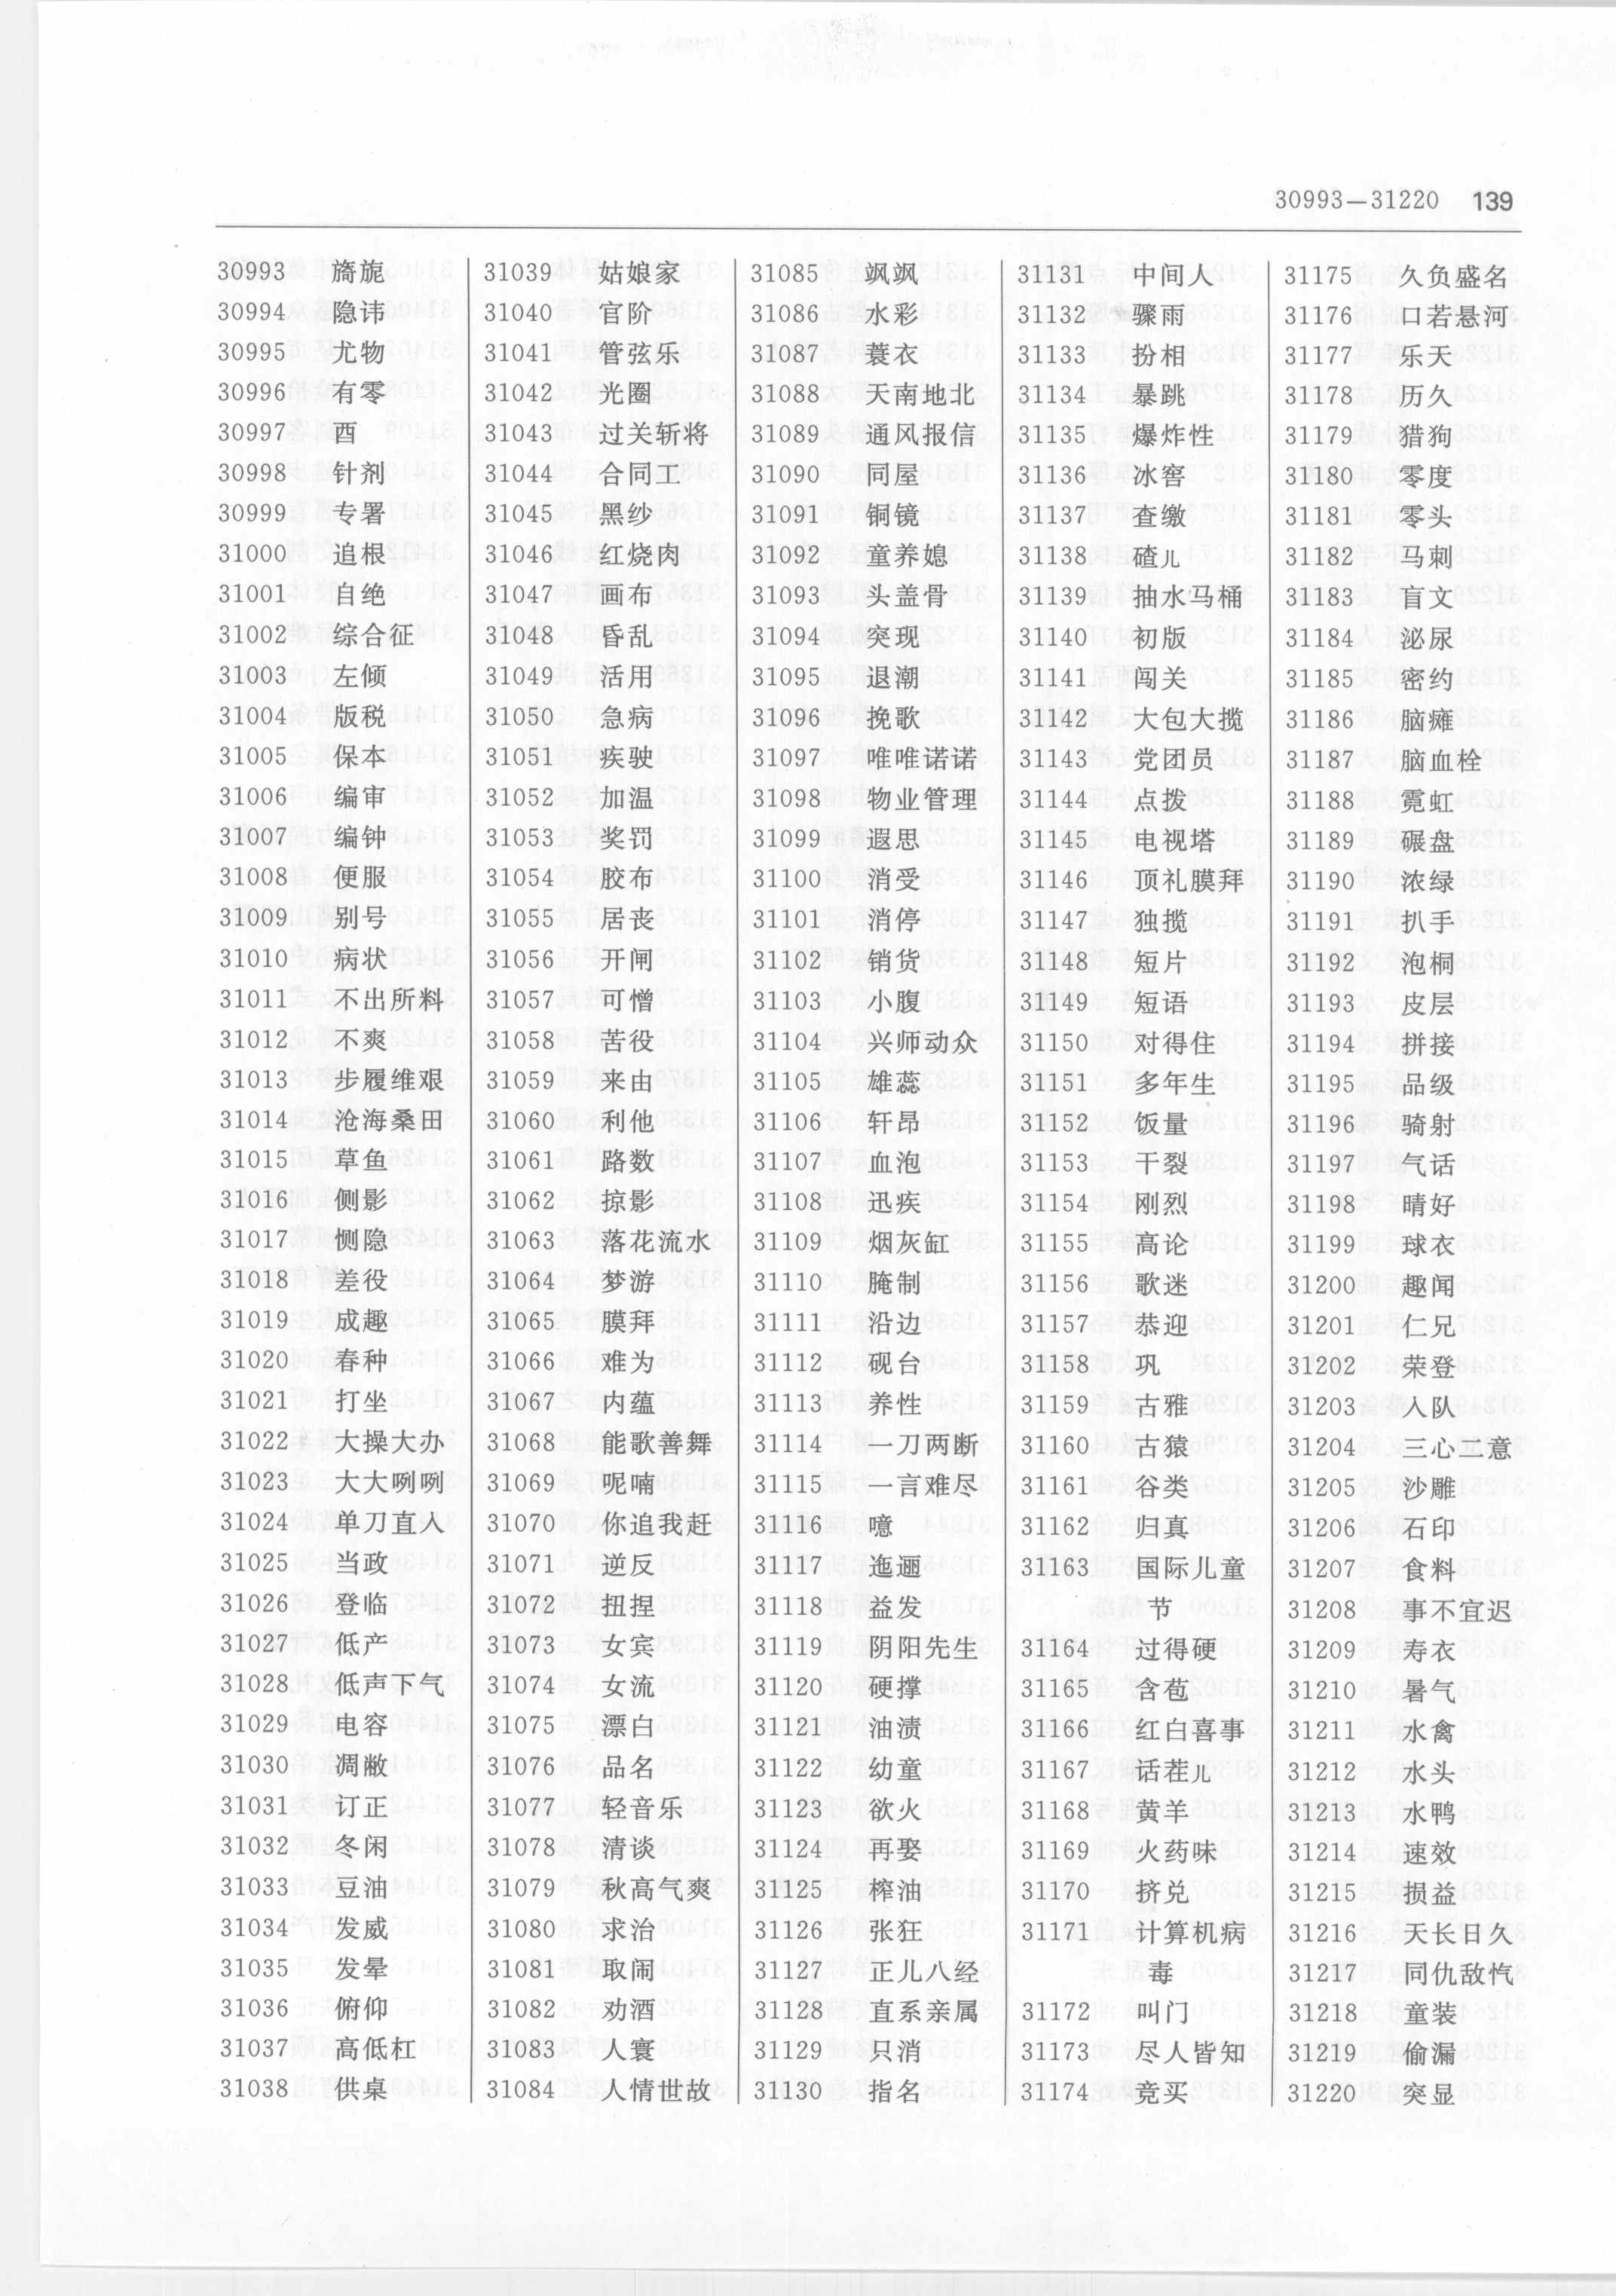 30993—31220 139
30993 旖旎
30994 隐讳
30995 尤物
30996 有零
30997 酉
30998 针剂
30999 专署
31000 追根
31001 自绝
31002 综合征
31003 左倾
31004 版税
31005 保本
31006 编审
31007 编钟
31008 便服
31009 别号
31010 病状
31011 不出所料
31012 不爽
31013 步履维艰
31014 沧海桑田
31015 草鱼
31016 侧影
31017 恻隐
31018 差役
31019 成趣
31020 春种
31021 打坐
31022 大操大办
31023 大大咧咧
31024 单刀直入
31025 当政
31026 登临
31027 低产
31028 低声下气
31029 电容
31030 凋敝
31031 订正
31032 冬闲
31033 豆油
31034 发威
31035 发晕
31036 俯仰
31037 高低杠
31038 供桌
31039 姑娘家
31040 官阶
31041 管弦乐
31042 光圈
31043 过关斩将
31044 合同工
31045 黑纱
31046 红烧肉
31047 画布
31048 昏乱
31049 活用
31050 急病
31051 疾驶
31052 加温
31053 奖罚
31054 胶布
31055 居丧
31056 开闸
31057 可憎
31058 苦役
31059 来由
31060 利他
31061 路数
31062 掠影
31063 落花流水
31064 梦游
31065 膜拜
31066 难为
31067 内蕴
31068 能歌善舞
31069 呢喃
31070 你追我赶
31071 逆反
31072 扭捏
31073 女宾
31074 女流
31075 漂白
31076 品名
31077 轻音乐
31078 清谈
31079 秋高气爽
31080 求治
31081 取闹
31082 劝酒
31083 人寰
31084 人情世故
31085 飒飒
31086 水彩
31087 蓑衣
31088 天南地北
31089 通风报信
31090 同屋
31091 铜镜
31092 童养媳
31093 头盖骨
31094 突现
31095 退潮
31096 挽歌
31097 唯唯诺诺
31098 物业管理
31099 遐思
31100 消受
31101 消停
31102 销货
31103 小腹
31104 兴师动众
31105 雄蕊
31106 轩昂
31107 血泡
31108 迅疾
31109 烟灰缸
31110 腌制
31111 沿边
31112 砚台
31113 养性
31114 一刀两断
31115 一言难尽
31116 噫
31117 迤逦
31118 益发
31119 阴阳先生
31120 硬撑
31121 油渍
31122 幼童
31123 欲火
31124 再娶
31125 榨油
31126 张狂
31127 正儿八经
31128 直系亲属
31129 只消
31130 指名
31131 中间人
31132 骤雨
31133 扮相
31134 暴跳
31135 爆炸性
31136 冰窖
31137 查缴
31138 碴儿
31139 抽水马桶
31140 初版
31141 闯关
31142 大包大揽
31143 党团员
31144 点拨
31145 电视塔
31146 顶礼膜拜
31147 独揽
31148 短片
31149 短语
31150 对得住
31151 多年生
31152 饭量
31153 干裂
31154 刚烈
31155 高论
31156 歌迷
31157 恭迎
31158 巩
31159 古雅
31160 古猿
31161 谷类
31162 归真
31163 国际儿童
节
31164 过得硬
31165 含苞
31166 红白喜事
31167 话茬儿
31168 黄羊
31169 火药味
31170 挤兑
31171 计算机病
毒
31172 叫门
31173 尽人皆知
31174 竞买
31175 久负盛名
31176 口若悬河
31177 乐天
31178 历久
31179 猎狗
31180 零度
31181 零头
31182 马刺
31183 盲文
31184 泌尿
31185 密约
31186 脑瘫
31187 脑血栓
31188 霓虹
31189 碾盘
31190 浓绿
31191 扒手
31192 泡桐
31193 皮层
31194 拼接
31195 品级
31196 骑射
31197 气话
31198 晴好
31199 球衣
31200 趣闻
31201 仁兄
31202 荣登
31203 入队
31204 三心二意
31205 沙雕
31206 石印
31207 食料
31208 事不宜迟
31209 寿衣
31210 暑气
31211 水禽
31212 水头
31213 水鸭
31214 速效
31215 损益
31216 天长日久
31217 同仇敌忾
31218 童装
31219 偷漏
31220 突显